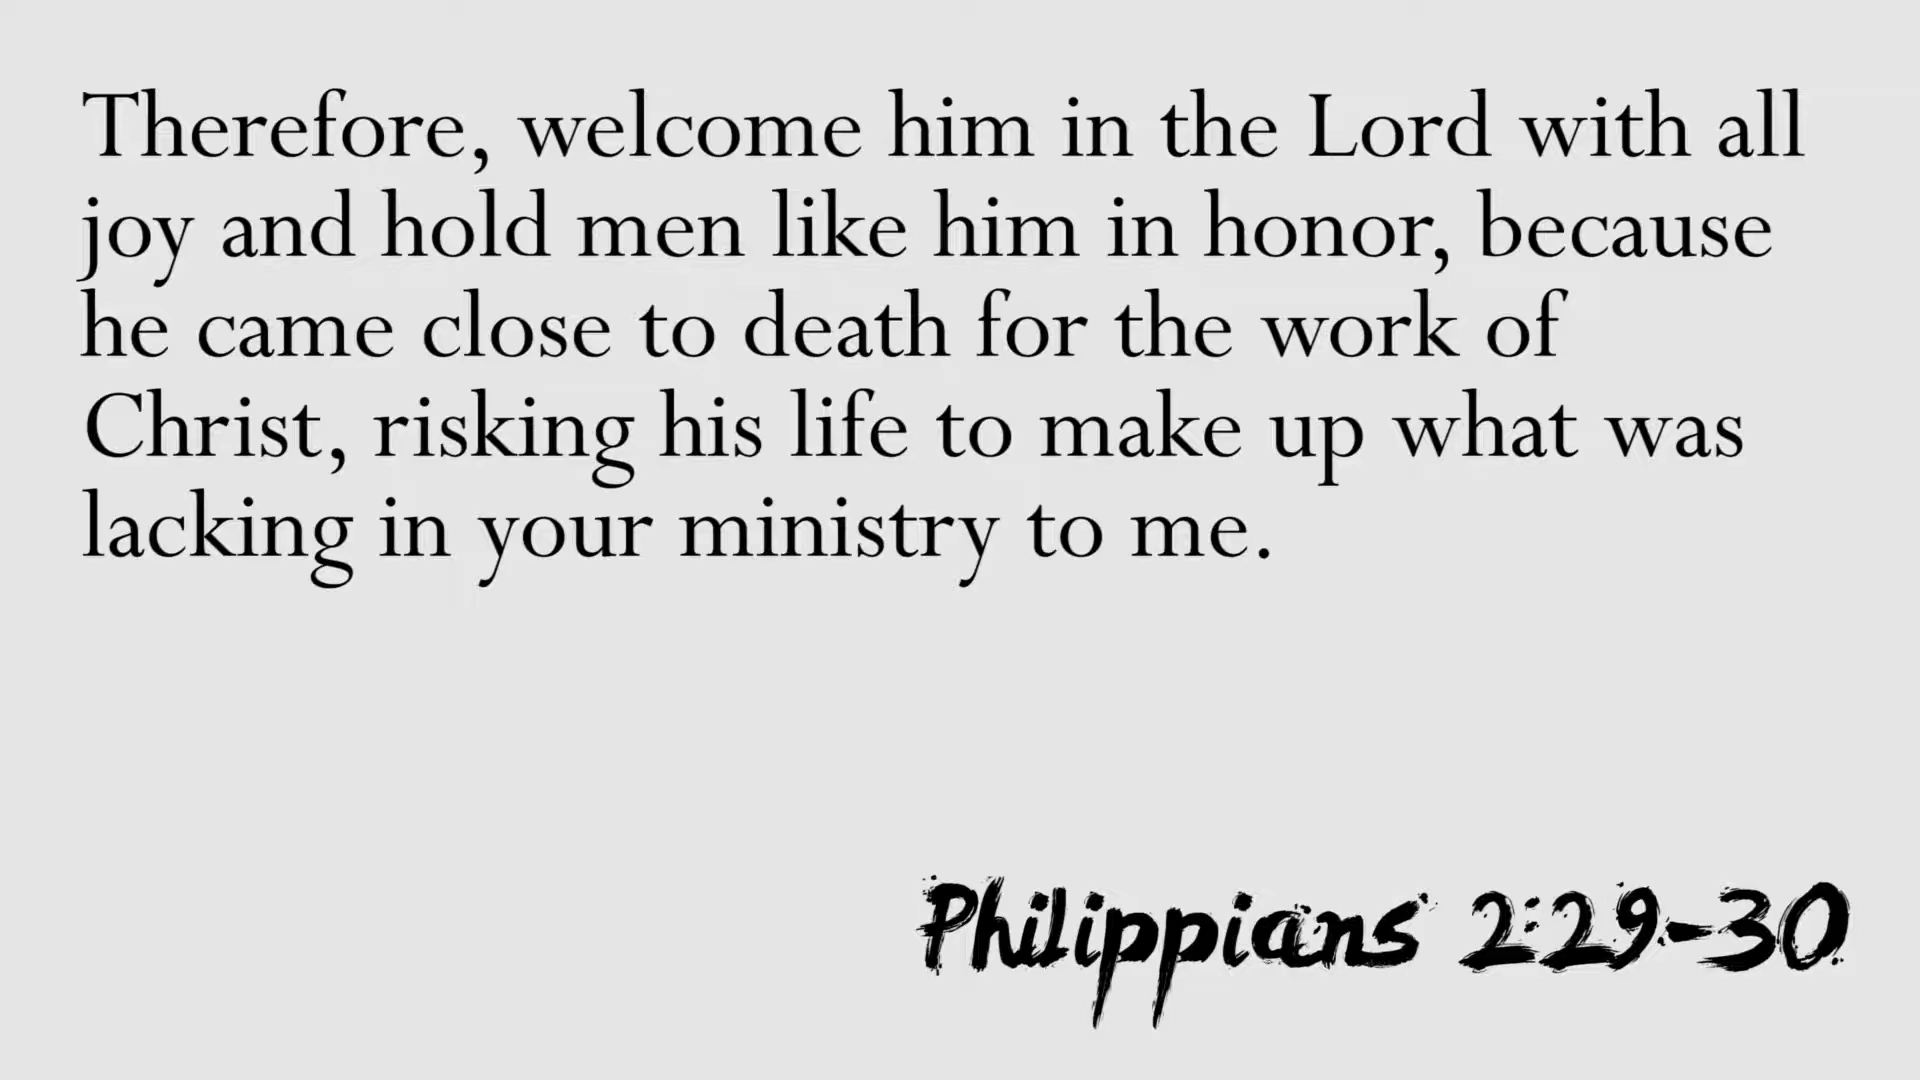 Therefore, welcome him in the Lord with all
joy and hold men like him in honor, because
he came close to death for the work of
Christ, risking his life to make up what was
lacking in your ministry to me.
Philippians 2:29-30